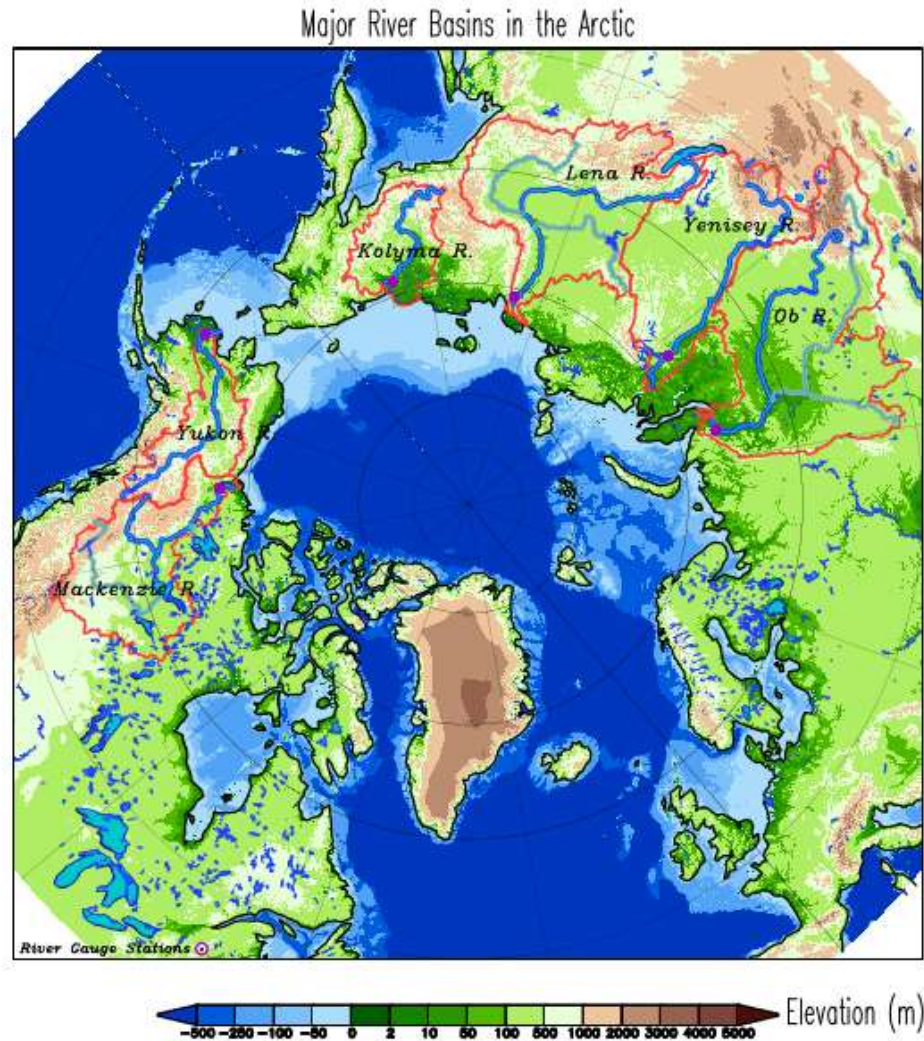 Major River Basins in the Arctic
Lena R.
Yenisey R.
Kolyma R.
Ob R.
Yukon
Mackenzie R.
River Gauge Stations
-500 -250 -100 -50 0 2 10 50 100 500 1000 2000 3000 4000 5000
Elevation (m)